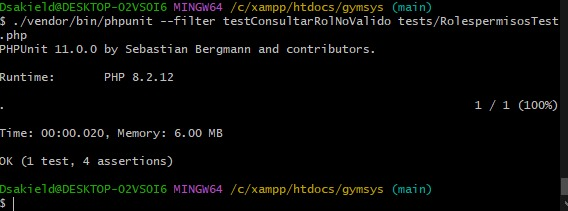 Dsakield@DESKTOP-02VSOI6 MINGW64 /c/xampp/htdocs/gymsys (main)
$ ./vendor/bin/phpunit --filter testConsultarRolNoValido tests/RolespermisosTest
.php
PHPUnit 11.0.0 by Sebastian Bergmann and contributors.
Runtime:       PHP 8.2.12
.                                                                   1 / 1 (100%)
Time: 00:00.020, Memory: 6.00 MB
OK (1 test, 4 assertions)
Dsakield@DESKTOP-02VSOI6 MINGW64 /c/xampp/htdocs/gymsys (main)
$